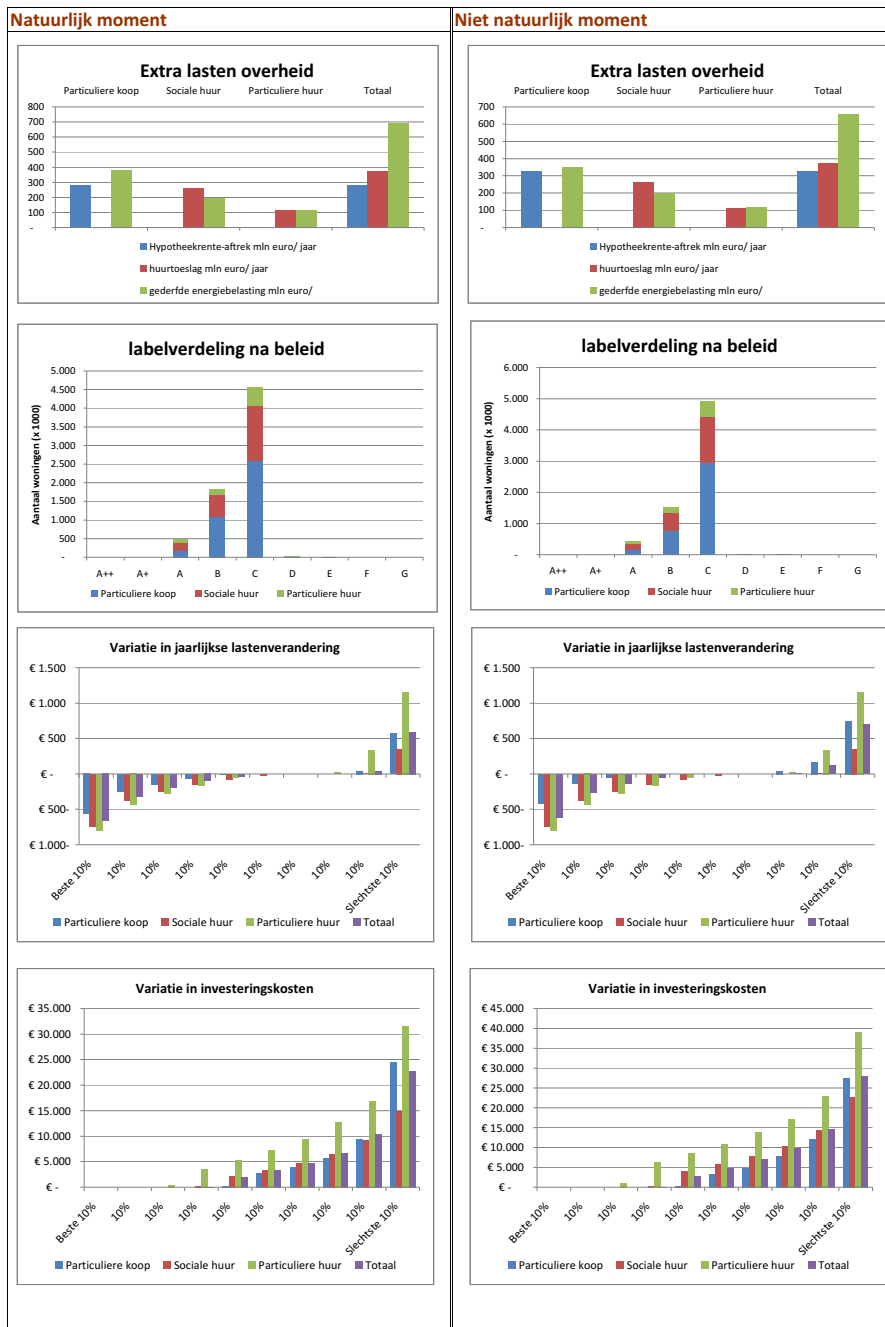 Natuurlijk moment
Extra lasten overheid
Particuliere koop Sociale huur Particuliere huur Totaal
800
700
600
500
400
300
200
100
-
Hypotheekrente-aftrek mln euro/ jaar
huurtoeslag mln euro/ jaar
gederfde energiebelasting mln euro/
labelverdeling na beleid
Aantaal woningen (x 1000)
5.000
4.500
4.000
3.500
3.000
2.500
2.000
1.500
1.000
500
-
A++ A+ A B C D E F G
Particuliere koop Sociale huur Particuliere huur
Variatie in jaarlijkse lastenverandering
€ 1.500
€ 1.000
€ 500
€ -
€ 500-
€ 1.000-
Beste 10% 10% 10% 10% 10% 10% 10% 10% 10% Slechtste 10%
Particuliere koop Sociale huur Particuliere huur Totaal
Variatie in investeringskosten
€ 35.000
€ 30.000
€ 25.000
€ 20.000
€ 15.000
€ 10.000
€ 5.000
€ -
Beste 10% 10% 10% 10% 10% 10% 10% 10% 10% Slechtste 10%
Particuliere koop Sociale huur Particuliere huur Totaal
Niet natuurlijk moment
Extra lasten overheid
Particuliere koop Sociale huur Particuliere huur Totaal
700
600
500
400
300
200
100
-
Hypotheekrente-aftrek mln euro/ jaar
huurtoeslag mln euro/ jaar
gederfde energiebelasting mln euro/
labelverdeling na beleid
Aantaal woningen (x 1000)
6.000
5.000
4.000
3.000
2.000
1.000
-
A++ A+ A B C D E F G
Particuliere koop Sociale huur Particuliere huur
Variatie in jaarlijkse lastenverandering
€ 1.500
€ 1.000
€ 500
€ -
€ 500-
€ 1.000-
Beste 10% 10% 10% 10% 10% 10% 10% 10% 10% Slechtste 10%
Particuliere koop Sociale huur Particuliere huur Totaal
Variatie in investeringskosten
€ 45.000
€ 40.000
€ 35.000
€ 30.000
€ 25.000
€ 20.000
€ 15.000
€ 10.000
€ 5.000
€ -
Beste 10% 10% 10% 10% 10% 10% 10% 10% 10% Slechtste 10%
Particuliere koop Sociale huur Particuliere huur Totaal